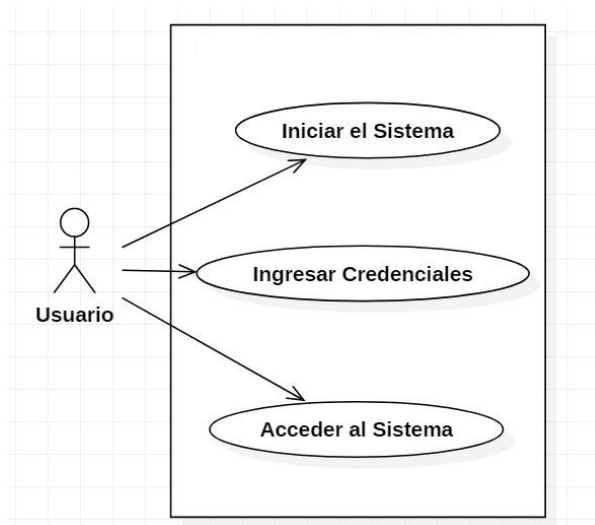 Iniciar el Sistema
Ingresar Credenciales
Usuario
Acceder al Sistema